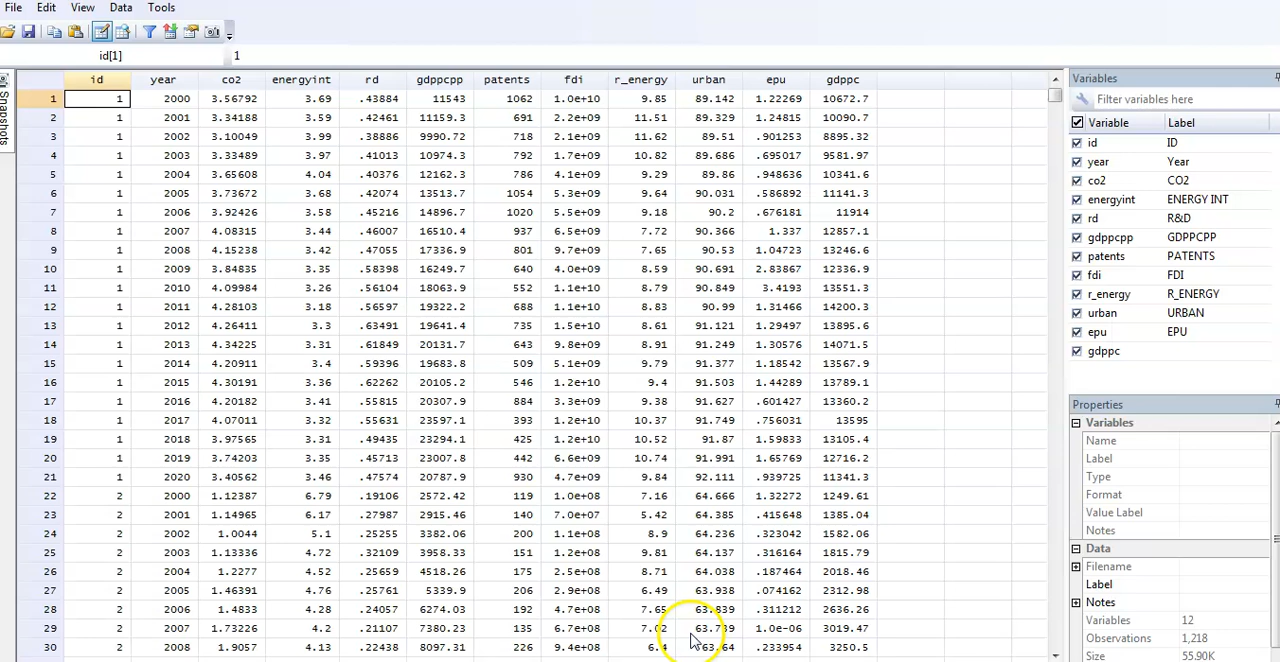 File Edit View Data Tools
id[1] 1
Snapshots
id year co2 energyint rd gdppcpp patents fdi r_energy urban epu gdppc
1 1 2000 3.56792 3.69 .43884 11543 1062 1.0e+10 9.85 89.142 1.22269 10672.7
2 1 2001 3.34188 3.59 .42461 11159.3 691 2.2e+09 11.51 89.329 1.24815 10090.7
3 1 2002 3.10049 3.99 .38886 9990.72 718 2.1e+09 11.62 89.51 .901253 8895.32
4 1 2003 3.33489 3.97 .41013 10974.3 792 1.7e+09 10.82 89.686 .695017 9581.97
5 1 2004 3.65608 4.04 .40376 12162.3 786 4.1e+09 9.29 89.86 .948636 10341.6
6 1 2005 3.73672 3.68 .42074 13513.7 1054 5.3e+09 9.64 90.031 .586892 11141.3
7 1 2006 3.92426 3.58 .45216 14896.7 1020 5.5e+09 9.18 90.2 .676181 11914
8 1 2007 4.08315 3.44 .46007 16510.4 937 6.5e+09 7.72 90.366 1.337 12857.1
9 1 2008 4.15238 3.42 .47055 17336.9 801 9.7e+09 7.65 90.53 1.04723 13246.6
10 1 2009 3.84835 3.35 .58398 16249.7 640 4.0e+09 8.59 90.691 2.83867 12336.9
11 1 2010 4.09984 3.26 .56104 18063.9 552 1.1e+10 8.79 90.849 3.4193 13551.3
12 1 2011 4.28103 3.18 .56597 19322.2 688 1.1e+10 8.83 90.99 1.31466 14200.3
13 1 2012 4.26411 3.3 .63491 19641.4 735 1.5e+10 8.61 91.121 1.29497 13895.6
14 1 2013 4.34225 3.31 .61845 20131.7 643 9.8e+09 8.91 91.249 1.30576 14071.5
15 1 2014 4.20911 3.4 .59396 19683.8 509 5.1e+09 9.79 91.377 1.18542 13567.9
16 1 2015 4.30191 3.36 .62262 20105.2 546 1.2e+10 9.4 91.503 1.44289 13789.1
17 1 2016 4.20182 3.41 .55815 20307.9 884 3.3e+09 9.38 91.627 .601427 13360.2
18 1 2017 4.07011 3.32 .55631 23597.1 393 1.2e+10 10.37 91.749 .756031 13595
19 1 2018 3.97565 3.31 .49435 23294.1 425 1.2e+10 10.52 91.87 1.59833 13105.4
20 1 2019 3.74203 3.35 .45713 23007.8 442 6.6e+09 10.74 91.991 1.65769 12716.2
21 1 2020 3.40562 3.46 .47574 20787.9 930 4.7e+09 9.84 92.111 .939725 11341.3
22 2 2000 1.12387 6.79 .19106 2572.42 119 1.0e+08 7.16 64.666 1.32272 1249.61
23 2 2001 1.14965 6.17 .27987 2915.46 140 7.0e+07 5.42 64.385 .415648 1385.04
24 2 2002 1.0044 5.1 .25255 3382.06 200 1.1e+08 8.9 64.236 .323042 1582.06
25 2 2003 1.13336 4.72 .32101 3958.33 151 1.2e+08 9.81 64.137 .316164 1815.79
26 2 2004 1.2277 4.52 .25659 4518.26 175 2.5e+08 8.71 64.038 .187464 2018.46
27 2 2005 1.46391 4.76 .25761 5339.9 206 2.9e+08 6.49 63.938 .074162 2312.98
28 2 2006 1.4833 4.28 .24057 6274.03 192 4.7e+08 7.65 63.839 .311212 2636.26
29 2 2007 1.73226 4.2 .21107 7380.23 135 6.7e+08 7.02 63.739 1.0e-06 3019.47
30 2 2008 1.9057 4.13 .22438 8097.31 226 9.4e+08 63.64 .233954 3250.5
Variables
Filter variables here
Variable Label
id ID
year Year
co2 CO2
energyint ENERGY INT
rd R&D
gdppcpp GDPPCPP
patents PATENTS
fdi FDI
r_energy R_ENERGY
urban URBAN
epu EPU
gdppc
Properties
Variables
Name
Label
Type
Format
Value Label
Notes
Data
Filename
Label
Notes
Variables 12
Observations 1,218
Size 55.90K